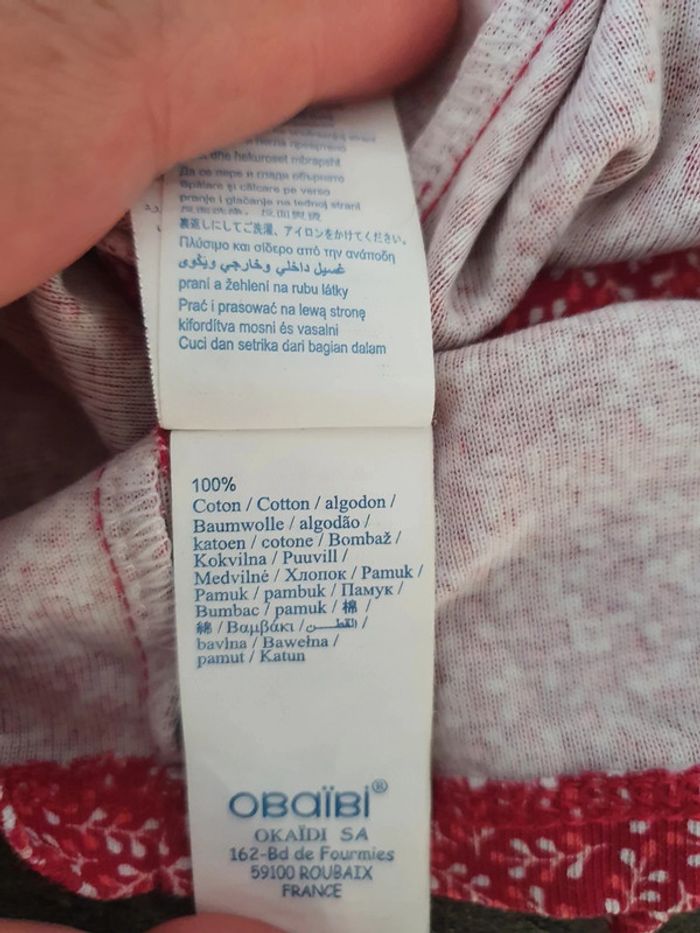 dhe hekuroset mbrapsht
Да се пере и глади обърнато
Spălare și călcare pe verso
pranje i glačanje na lednoj strani
裏返しにしてご洗濯、アイロンをかけてください。
Πλύσιμο και σίδερο από την ανάποδη
غسيل داخلي وخارجي ويكوى
praní a žehlení na rubu látky
Prać i prasować na lewą stronę
kifordítva mosni és vasalni
Cuci dan setrika dari bagian dalam
100%
Coton / Cotton / algodon /
Baumwolle / algodão /
katoen / cotone / Bombaž /
Kokvilna / Puuvill /
Medvilnė / Хлопок / Pamuk /
Pamuk / pambuk / Памук /
Bumbac / pamuk / 棉 /
綿 / Βαμβάκι / القطن /
bavlna / Bawełna /
pamut / Katun
OBaïBi®
OKAÏDI SA
162-Bd de Fourmies
59100 ROUBAIX
FRANCE